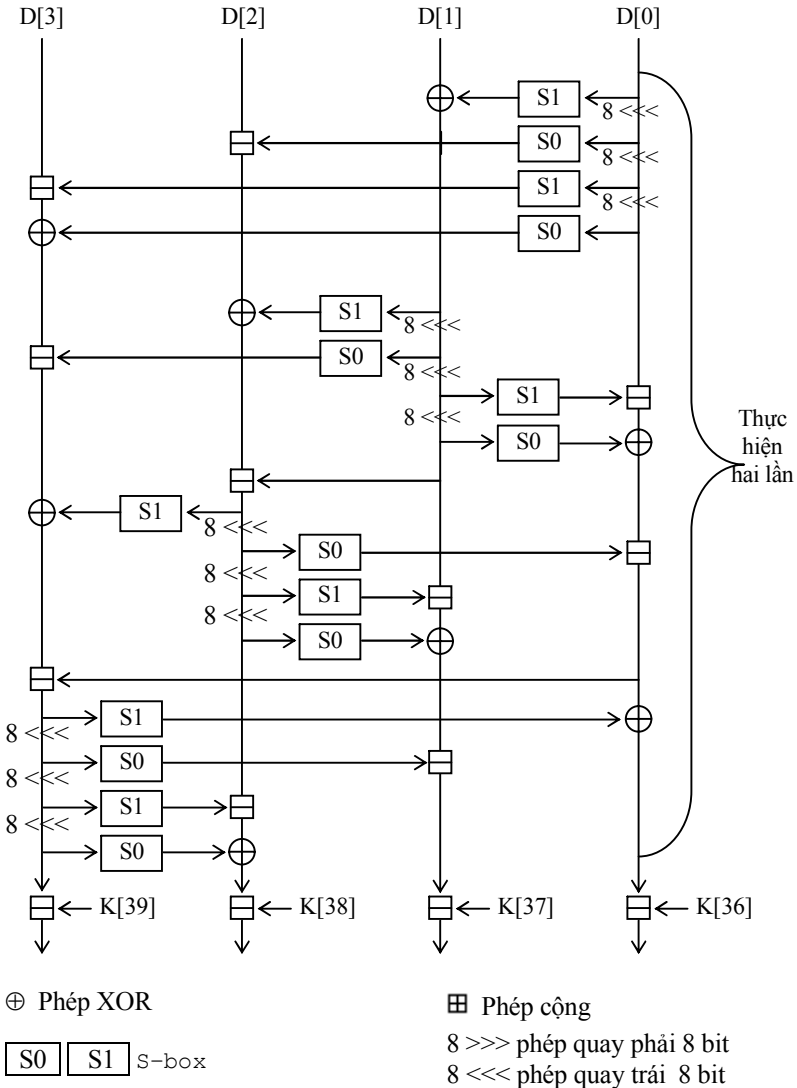 D[3] D[2] D[1] D[0]
S1
8 <<<
S0
8 <<<
S1
8 <<<
S0
S1
8 <<<
S0
8 <<<
S1
8 <<<
S0
Thực
hiện
hai lần
S1
8 <<<
S0
8 <<<
S1
8 <<<
S0
S1
8 <<<
S0
8 <<<
S1
8 <<<
S0
K[39] K[38] K[37] K[36]
⊕ Phép XOR
⊞ Phép cộng
8 >>> phép quay phải 8 bit
S0 S1 S-box
8 <<< phép quay trái 8 bit